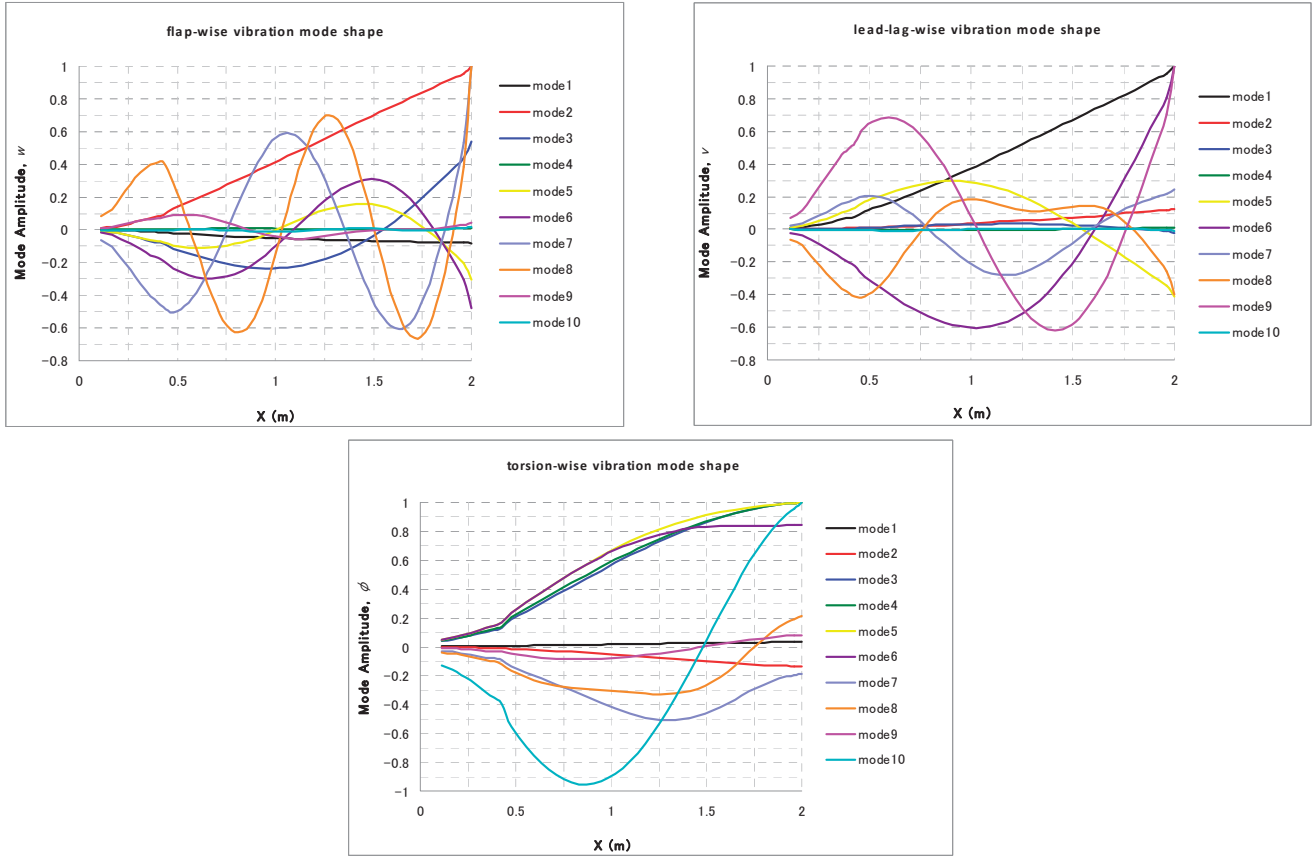 flap-wise vibration mode shape
1
0.8
0.6
0.4
0.2
0
−0.2
−0.4
−0.6
−0.8
0
0.5
1
1.5
2
Mode Amplitude, w
X (m)
mode1
mode2
mode3
mode4
mode5
mode6
mode7
mode8
mode9
mode10
lead-lag-wise vibration mode shape
1
0.8
0.6
0.4
0.2
0
−0.2
−0.4
−0.6
−0.8
0
0.5
1
1.5
2
Mode Amplitude, v
X (m)
mode1
mode2
mode3
mode4
mode5
mode6
mode7
mode8
mode9
mode10
torsion-wise vibration mode shape
1
0.8
0.6
0.4
0.2
0
−0.2
−0.4
−0.6
−0.8
−1
0
0.5
1
1.5
2
Mode Amplitude, ϕ
X (m)
mode1
mode2
mode3
mode4
mode5
mode6
mode7
mode8
mode9
mode10